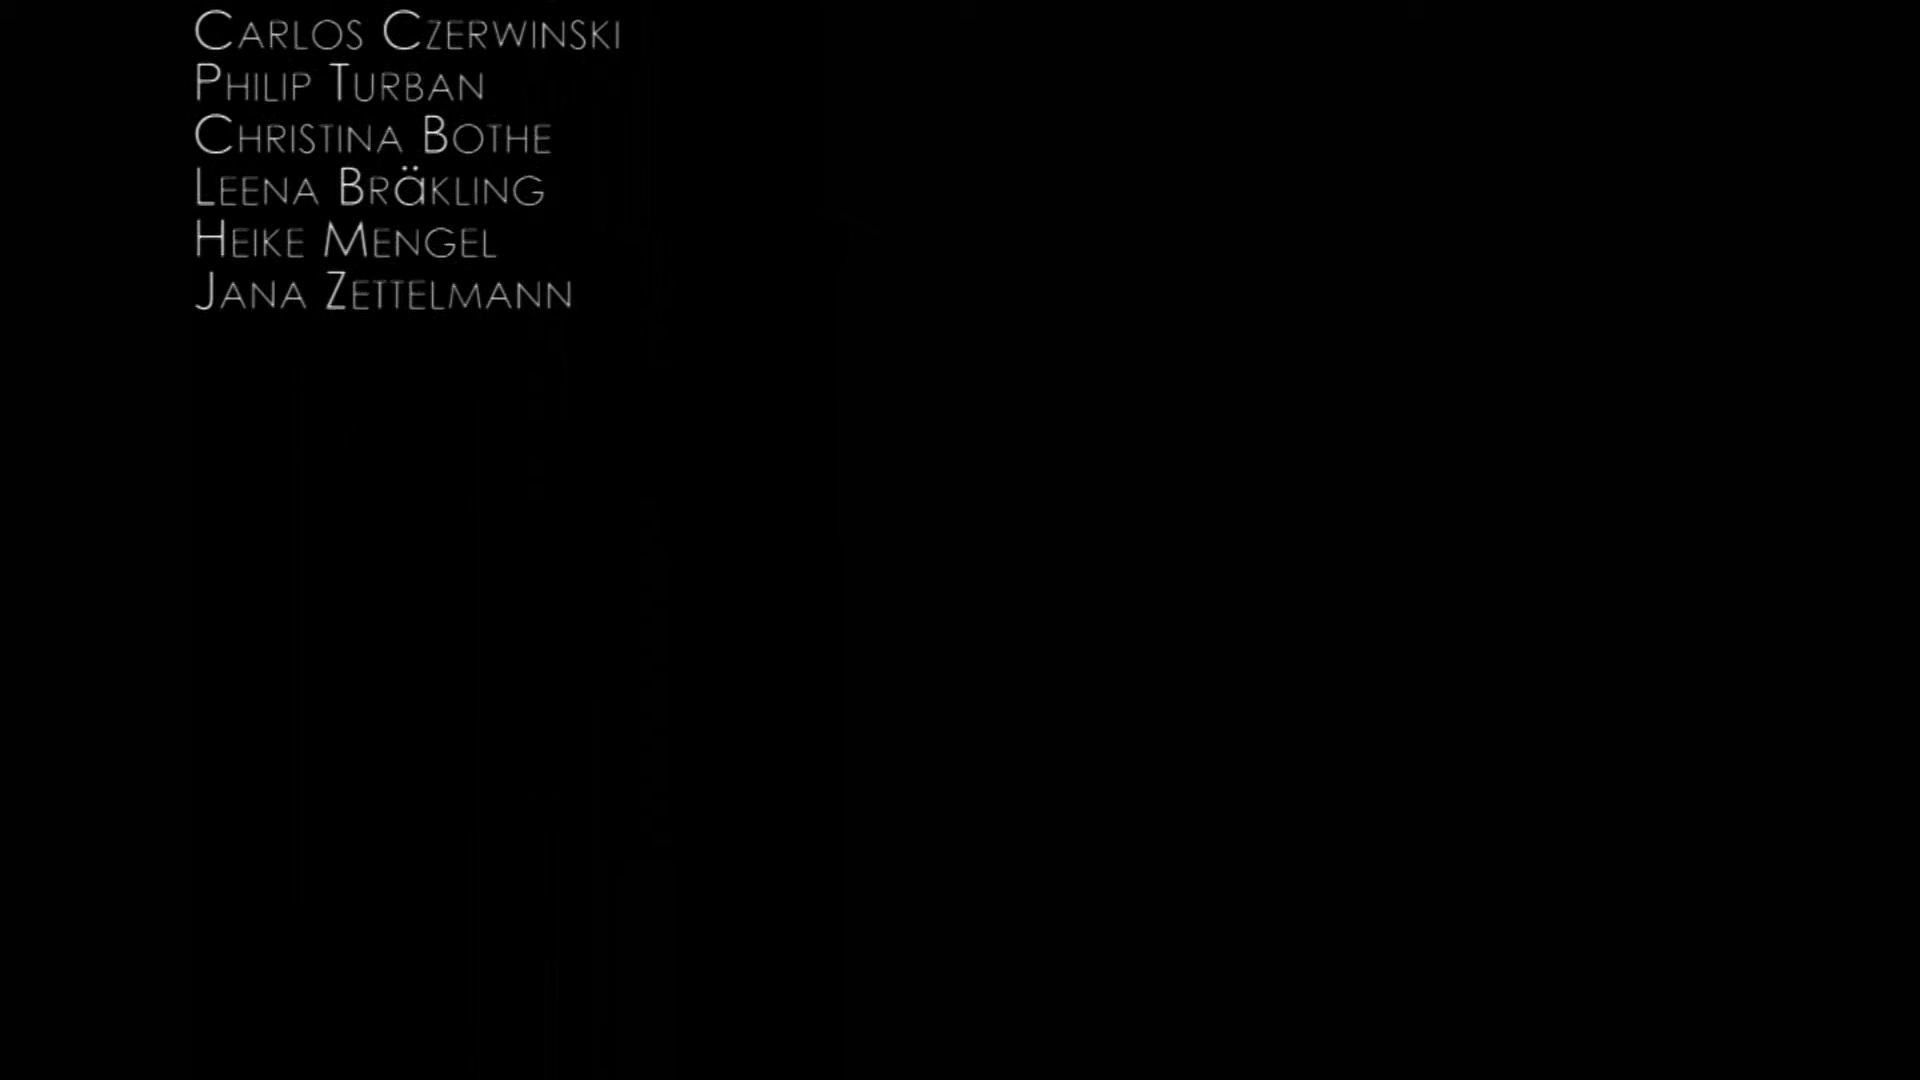 Carlos Czerwinski
Philip Turban
Christina Bothe
Leena Bräkling
Heike Mengel
Jana Zettelmann